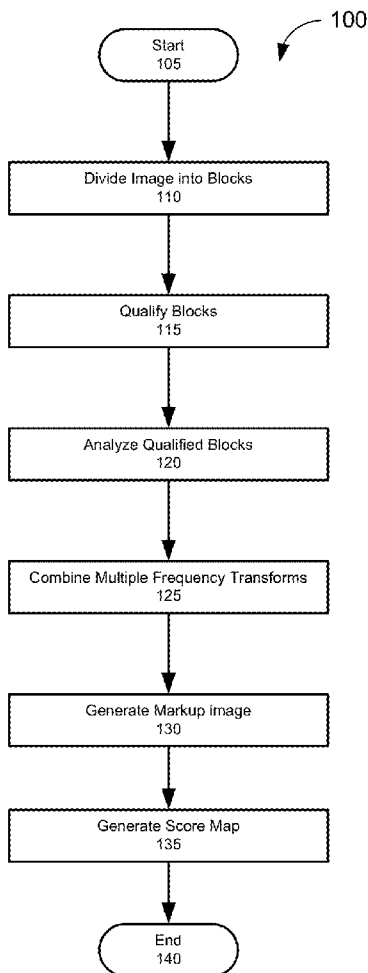 100
Start
105
Divide Image into Blocks
110
Qualify Blocks
115
Analyze Qualified Blocks
120
Combine Multiple Frequency Transforms
125
Generate Markup image
130
Generate Score Map
135
End
140